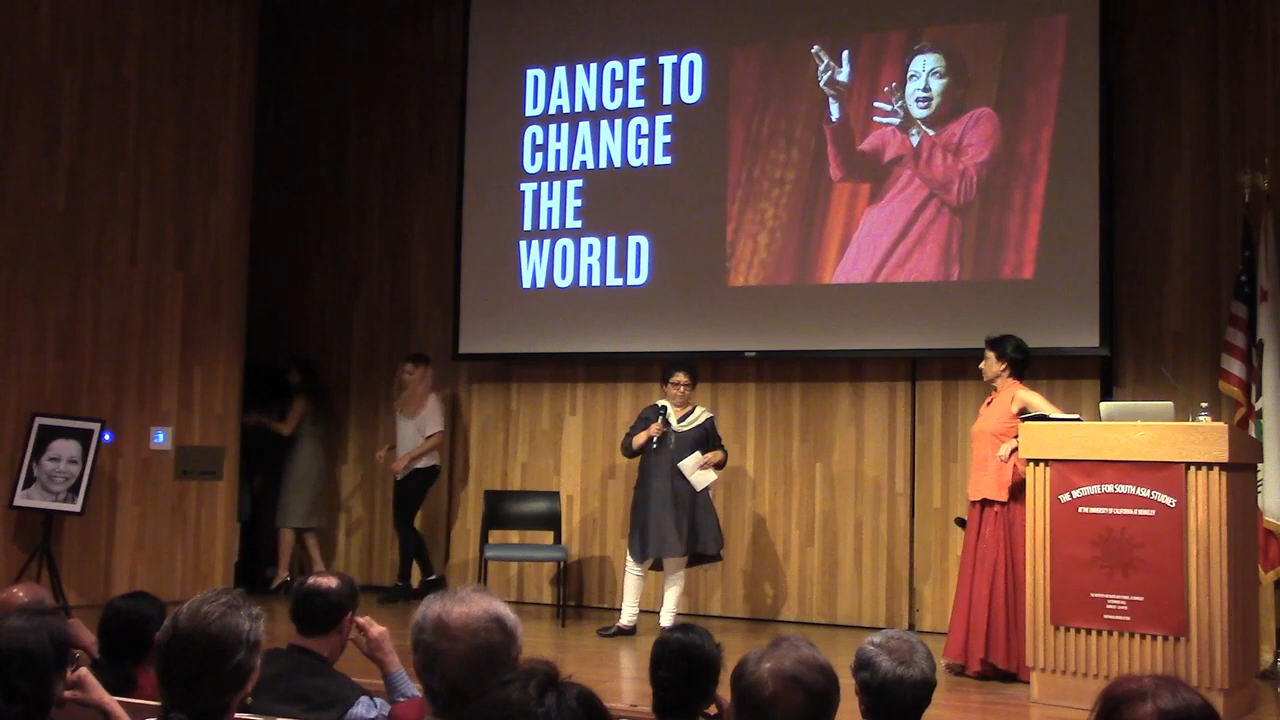 DANCE TO
CHANGE
THE
WORLD
THE INSTITUTE FOR SOUTH ASIA STUDIES
AT THE UNIVERSITY OF CALIFORNIA AT BERKELEY